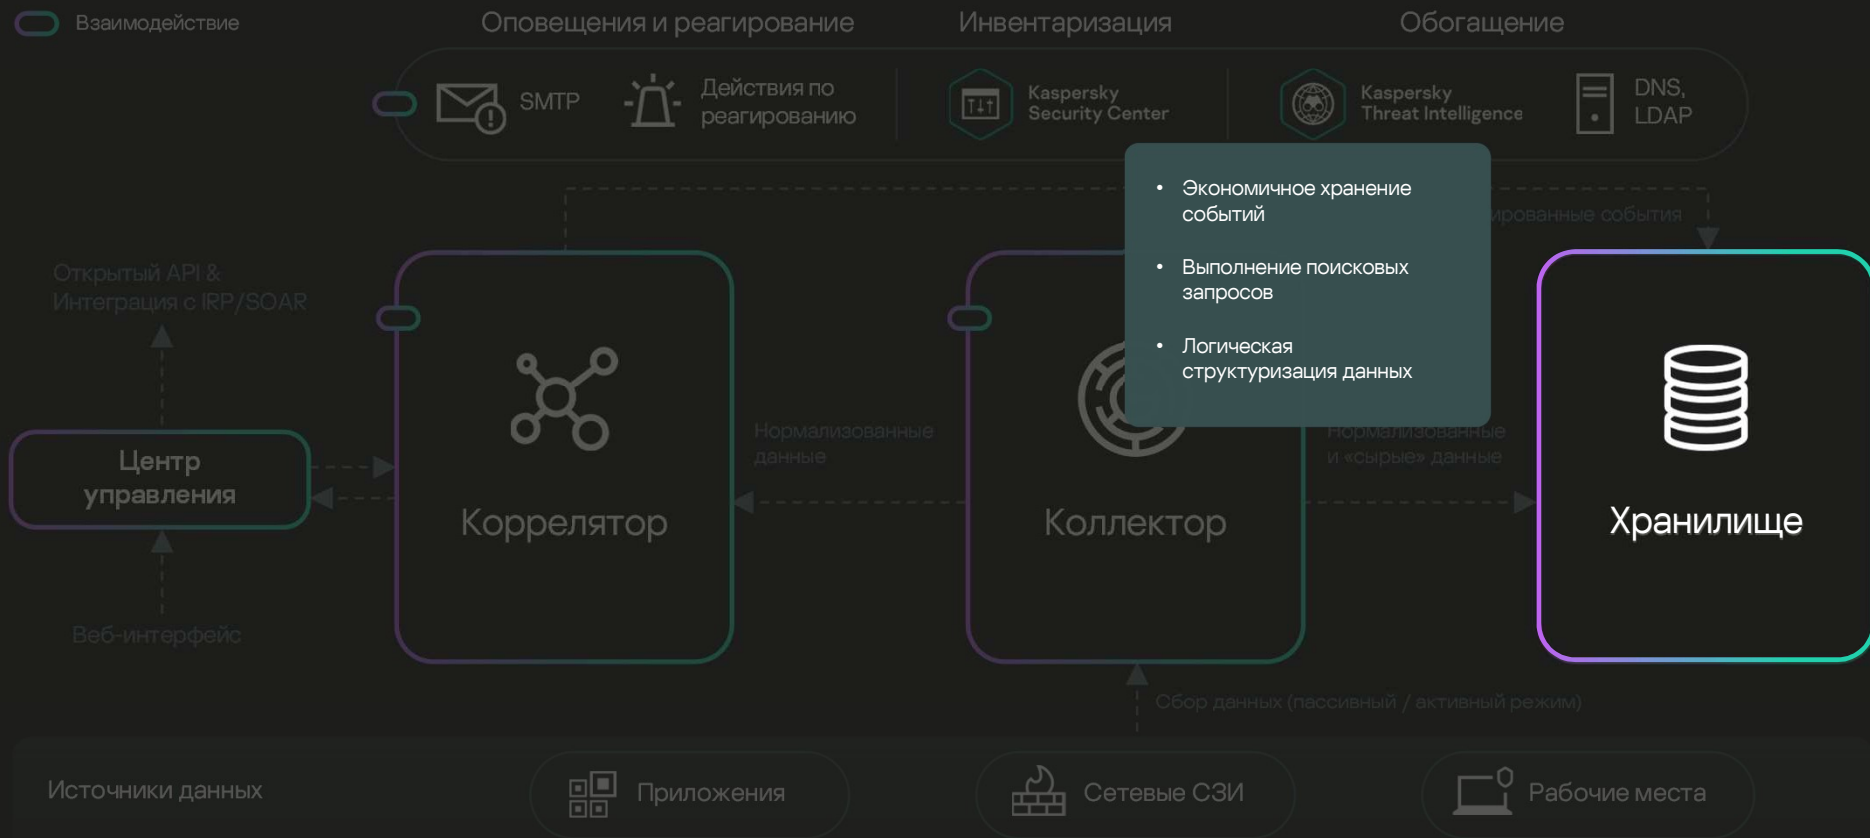 Взаимодействие
Оповещения и реагирование
Инвентаризация
Обогащение
SMTP
Действия по
реагированию
Kaspersky
Security Center
Kaspersky
Threat Intelligence
DNS,
LDAP
• Экономичное хранение
событий
• Выполнение поисковых
запросов
• Логическая
структуризация данных
события
Открытый API &
Интеграция с IRP/SOAR
Центр
управления
Веб-интерфейс
Коррелятор
Нормализованные
данные
Коллектор
Нормализованные
и «сырые» данные
Хранилище
Сбор данных (пассивный / активный режим)
Источники данных
Приложения
Сетевые СЗИ
Рабочие места